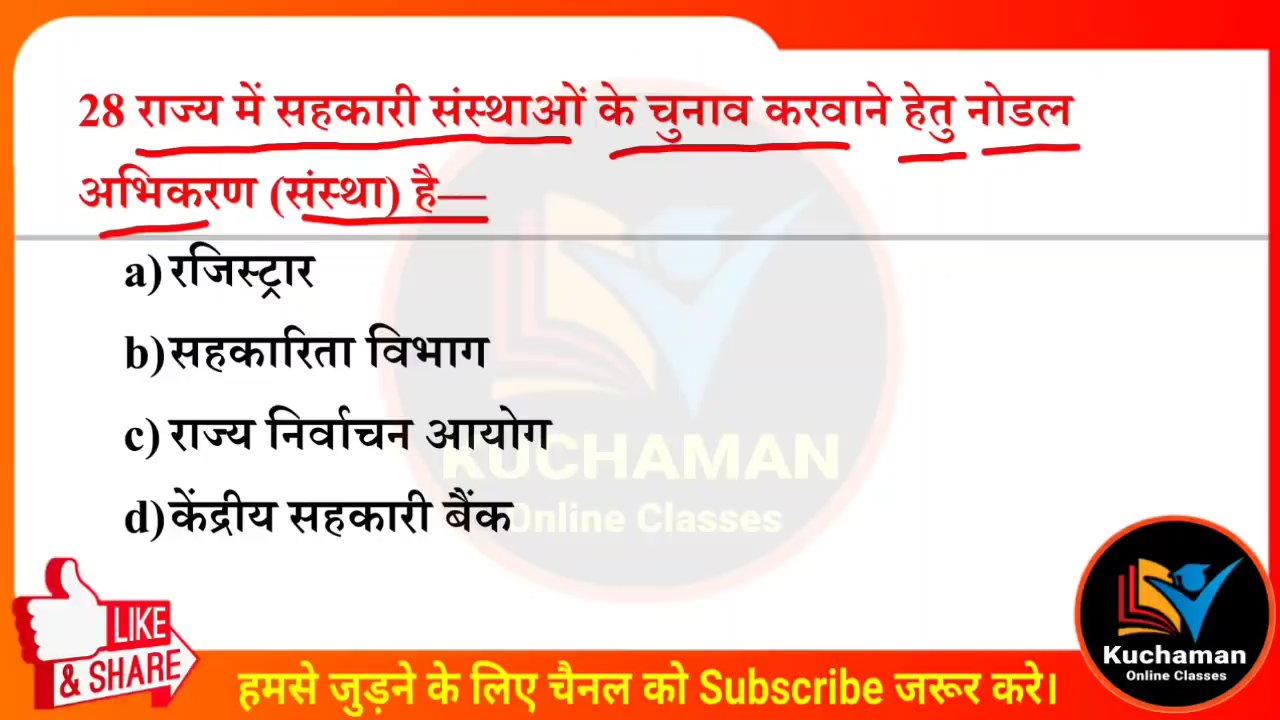 28 राज्य में सहकारी संस्थाओं के चुनाव करवाने हेतु नोडल
अभिकरण (संस्था) है—
a) रजिस्ट्रार
b) सहकारिता विभाग
c) राज्य निर्वाचन आयोग
d) केंद्रीय सहकारी बैंक
KUCHAMAN
Online Classes
LIKE
& SHARE
हमसे जुड़ने के लिए चैनल को Subscribe जरूर करे।
Kuchaman
Online Classes